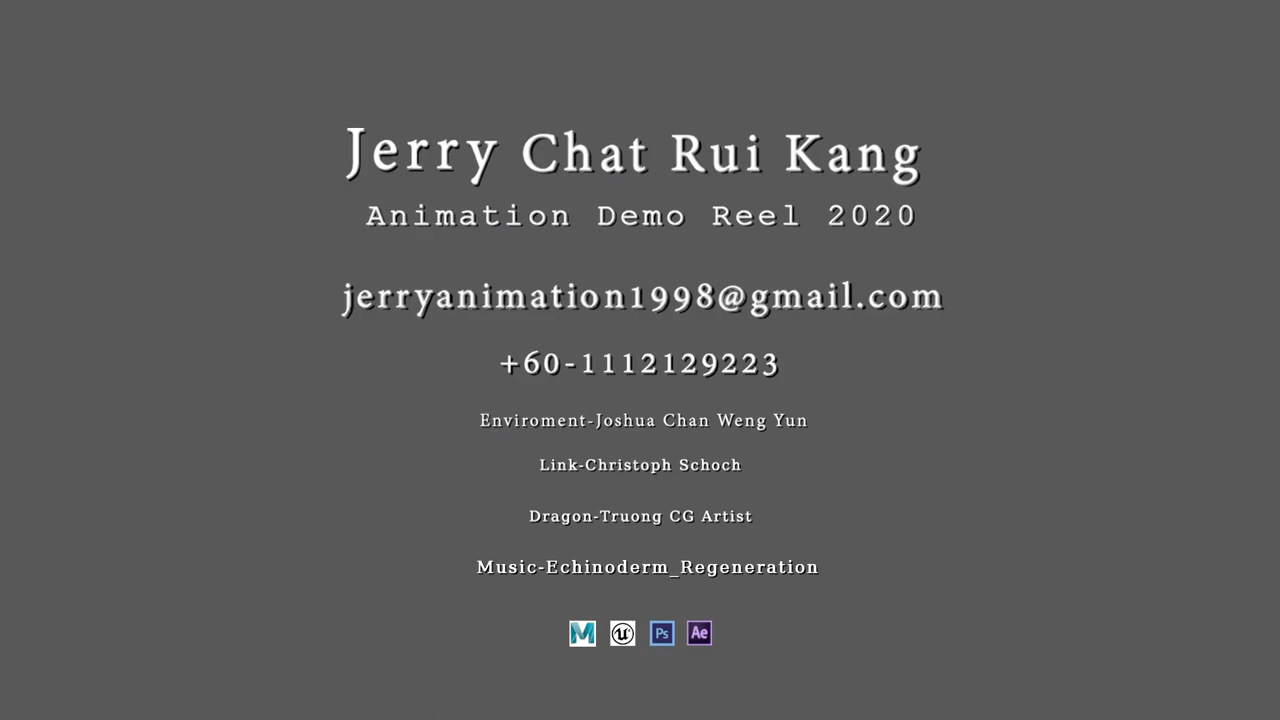 Jerry Chat Rui Kang
Animation Demo Reel 2020
jerryanimation1998@gmail.com
+60-1112129223
Enviroment-Joshua Chan Weng Yun
Link-Christoph Schoch
Dragon-Truong CG Artist
Music-Echinoderm_Regeneration
M U Ps Ae